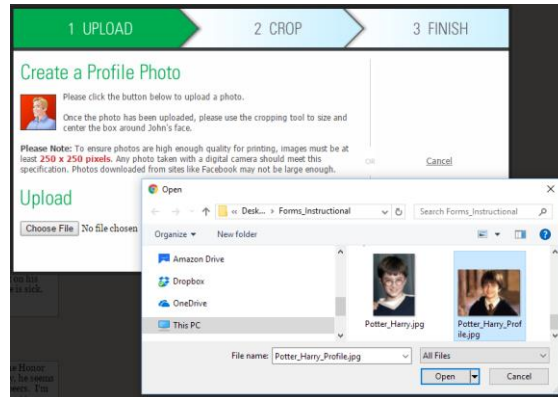 1 UPLOAD
2 CROP
3 FINISH
Create a Profile Photo
Please click the button below to upload a photo.
Once the photo has been uploaded, please use the cropping tool to size and
center the box around John's face.
Please Note: To ensure photos are high enough quality for printing, images must be at
least 250 x 250 pixels. Any photo taken with a digital camera should meet this
specification. Photos downloaded from sites like Facebook may not be large enough.
OR
Cancel
Upload
Choose File No file chosen
Open
« Desk... › Forms_Instructional
Search Forms_Instructional
Organize
New folder
Amazon Drive
Dropbox
OneDrive
This PC
Potter_Harry.jpg
Potter_Harry_Prof
ile.jpg
File name: Potter_Harry_Profile.jpg
All Files
Open
Cancel
on his
is sick.
e Honor
, he seems
eers. I'm